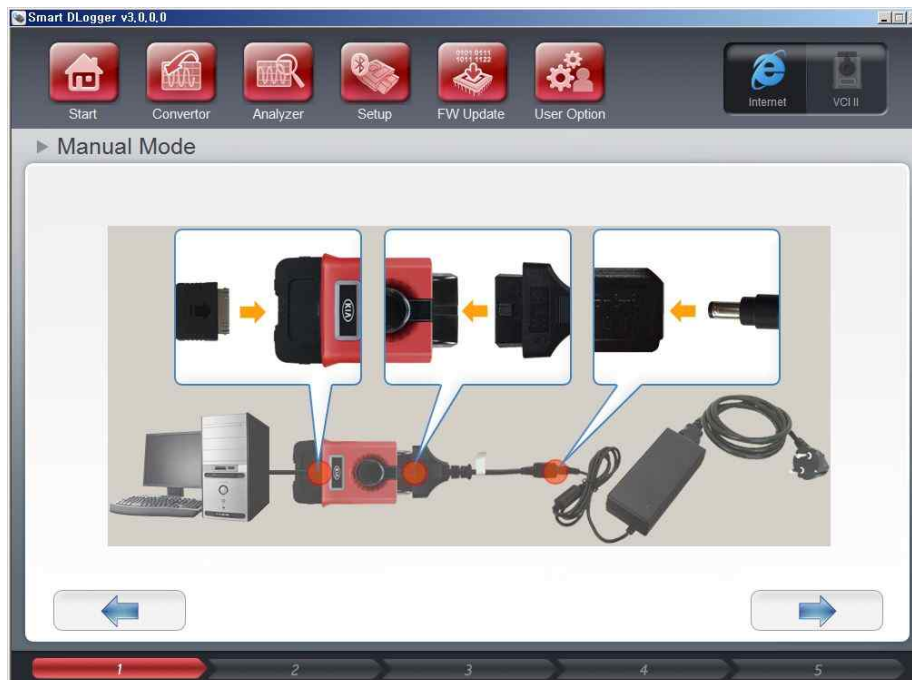 Smart DLogger v3,0,0,0
0101 0111
1011 1122
Start
Convertor
Analyzer
Setup
FW Update
User Option
Internet
VCI II
Manual Mode
KIA
KIA
1
2
3
4
5